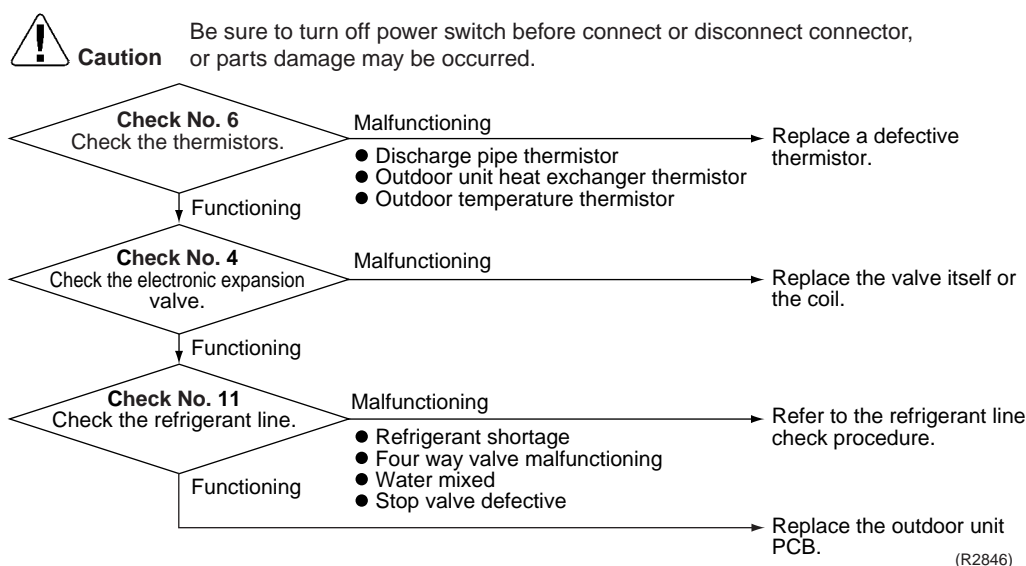 Be sure to turn off power switch before connect or disconnect connector,
Caution or parts damage may be occurred.
Check No. 6
Check the thermistors.
Malfunctioning
● Discharge pipe thermistor
● Outdoor unit heat exchanger thermistor
● Outdoor temperature thermistor
Replace a defective
thermistor.
Functioning
Check No. 4
Check the electronic expansion
valve.
Malfunctioning
Replace the valve itself or
the coil.
Functioning
Check No. 11
Check the refrigerant line.
Malfunctioning
● Refrigerant shortage
● Four way valve malfunctioning
● Water mixed
● Stop valve defective
Refer to the refrigerant line
check procedure.
Functioning
Replace the outdoor unit
PCB.
(R2846)